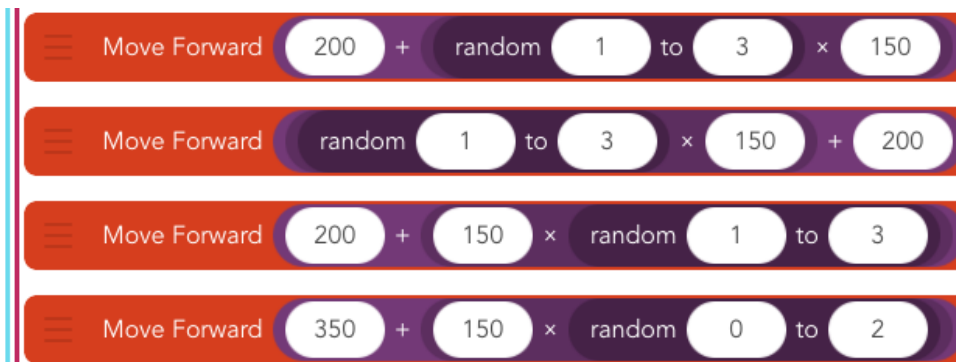 Move Forward 200 + random 1 to 3 × 150
Move Forward random 1 to 3 × 150 + 200
Move Forward 200 + 150 × random 1 to 3
Move Forward 350 + 150 × random 0 to 2